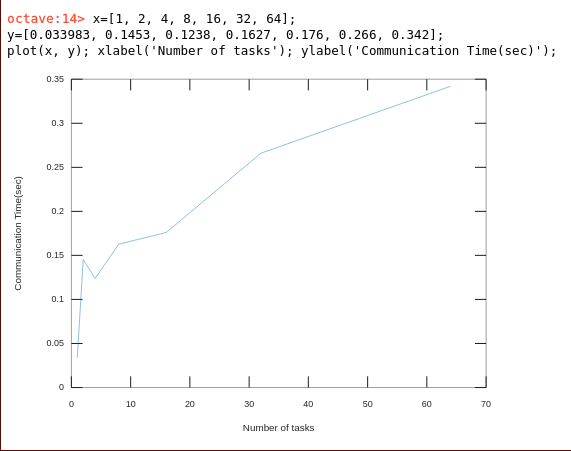 octave:14> x=[1, 2, 4, 8, 16, 32, 64];
y=[0.033983, 0.1453, 0.1238, 0.1627, 0.176, 0.266, 0.342];
plot(x, y); xlabel('Number of tasks'); ylabel('Communication Time(sec)');
0.35
0.3
0.25
0.2
0.15
0.1
0.05
0
Communication Time(sec)
0 10 20 30 40 50 60 70
Number of tasks